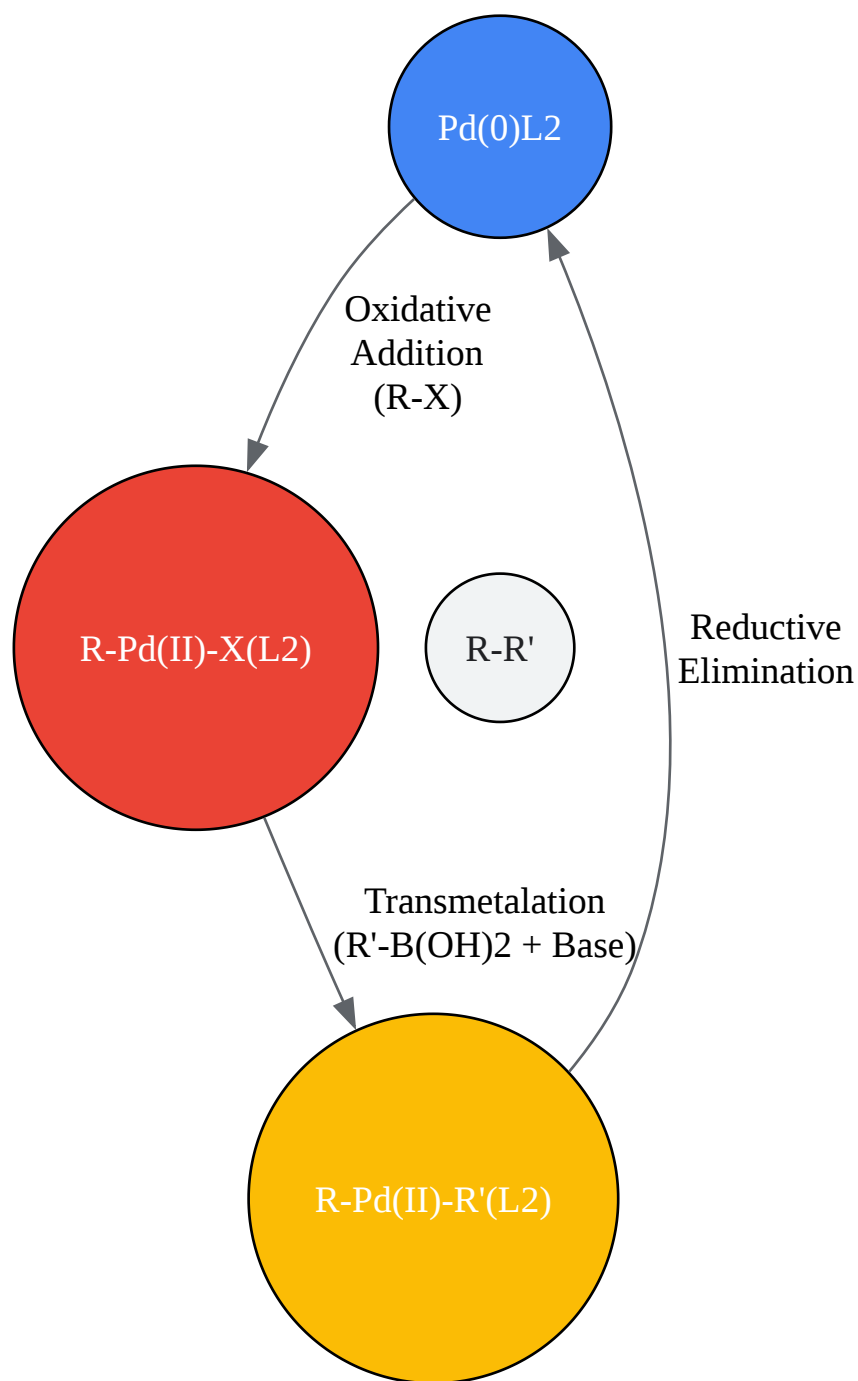 Pd(0)L2
Oxidative
Addition
(R-X)
R-Pd(II)-X(L2)
R-R'
Reductive
Elimination
Transmetalation
(R'-B(OH)2 + Base)
R-Pd(II)-R'(L2)